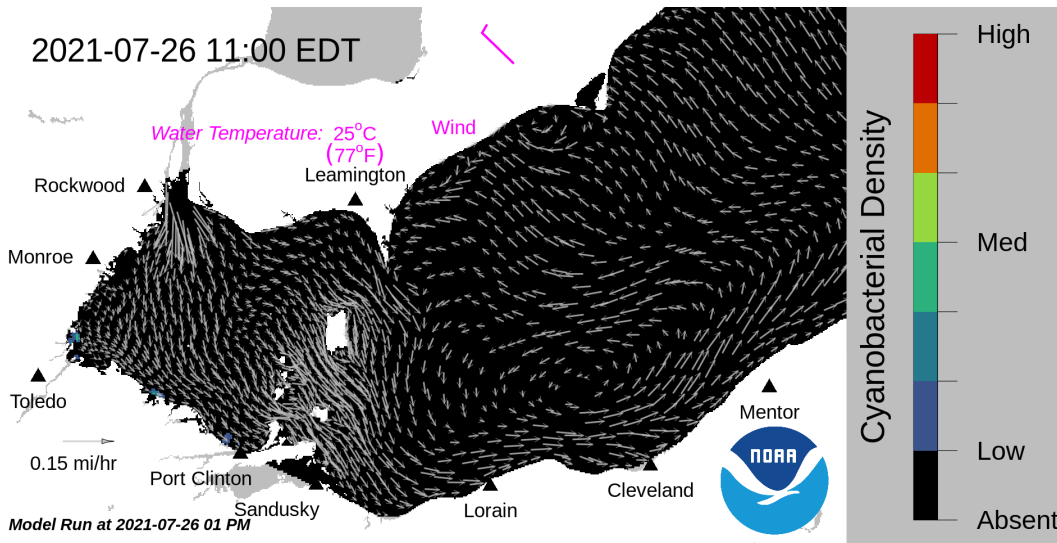 2021-07-26 11:00 EDT
High
Wind
Water Temperature: 25°C
(77°F)
Leamington
Rockwood
Monroe
Cyanobacterial Density
Med
Toledo
Mentor
0.15 mi/hr
NOAA
Port Clinton
Low
Cleveland
Sandusky
Lorain
Model Run at 2021-07-26 01 PM
Absent